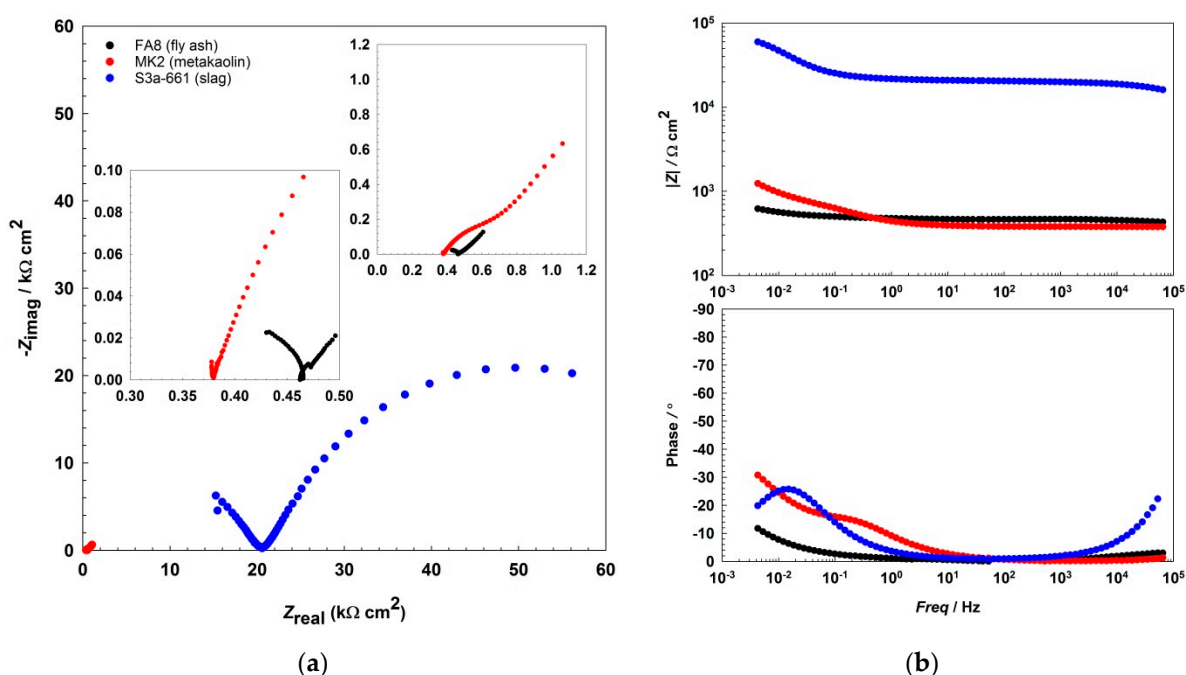 60
50
40
30
20
10
0
-Zimag / kΩ cm2
FA8 (fly ash)
MK2 (metakaolin)
S3a-661 (slag)
1.2
1.0
0.8
0.6
0.4
0.2
0.0
0.0 0.2 0.4 0.6 0.8 1.0 1.2
0.10
0.08
0.06
0.04
0.02
0.00
0.30 0.35 0.40 0.45 0.50
0 10 20 30 40 50 60
Zreal (kΩ cm2)
(a)
105
104
103
102
|Z| / Ω cm2
10-3 10-2 10-1 100 101 102 103 104 105
-90
-80
-70
-60
-50
-40
-30
-20
-10
0
Phase / °
10-3 10-2 10-1 100 101 102 103 104 105
Freq / Hz
(b)